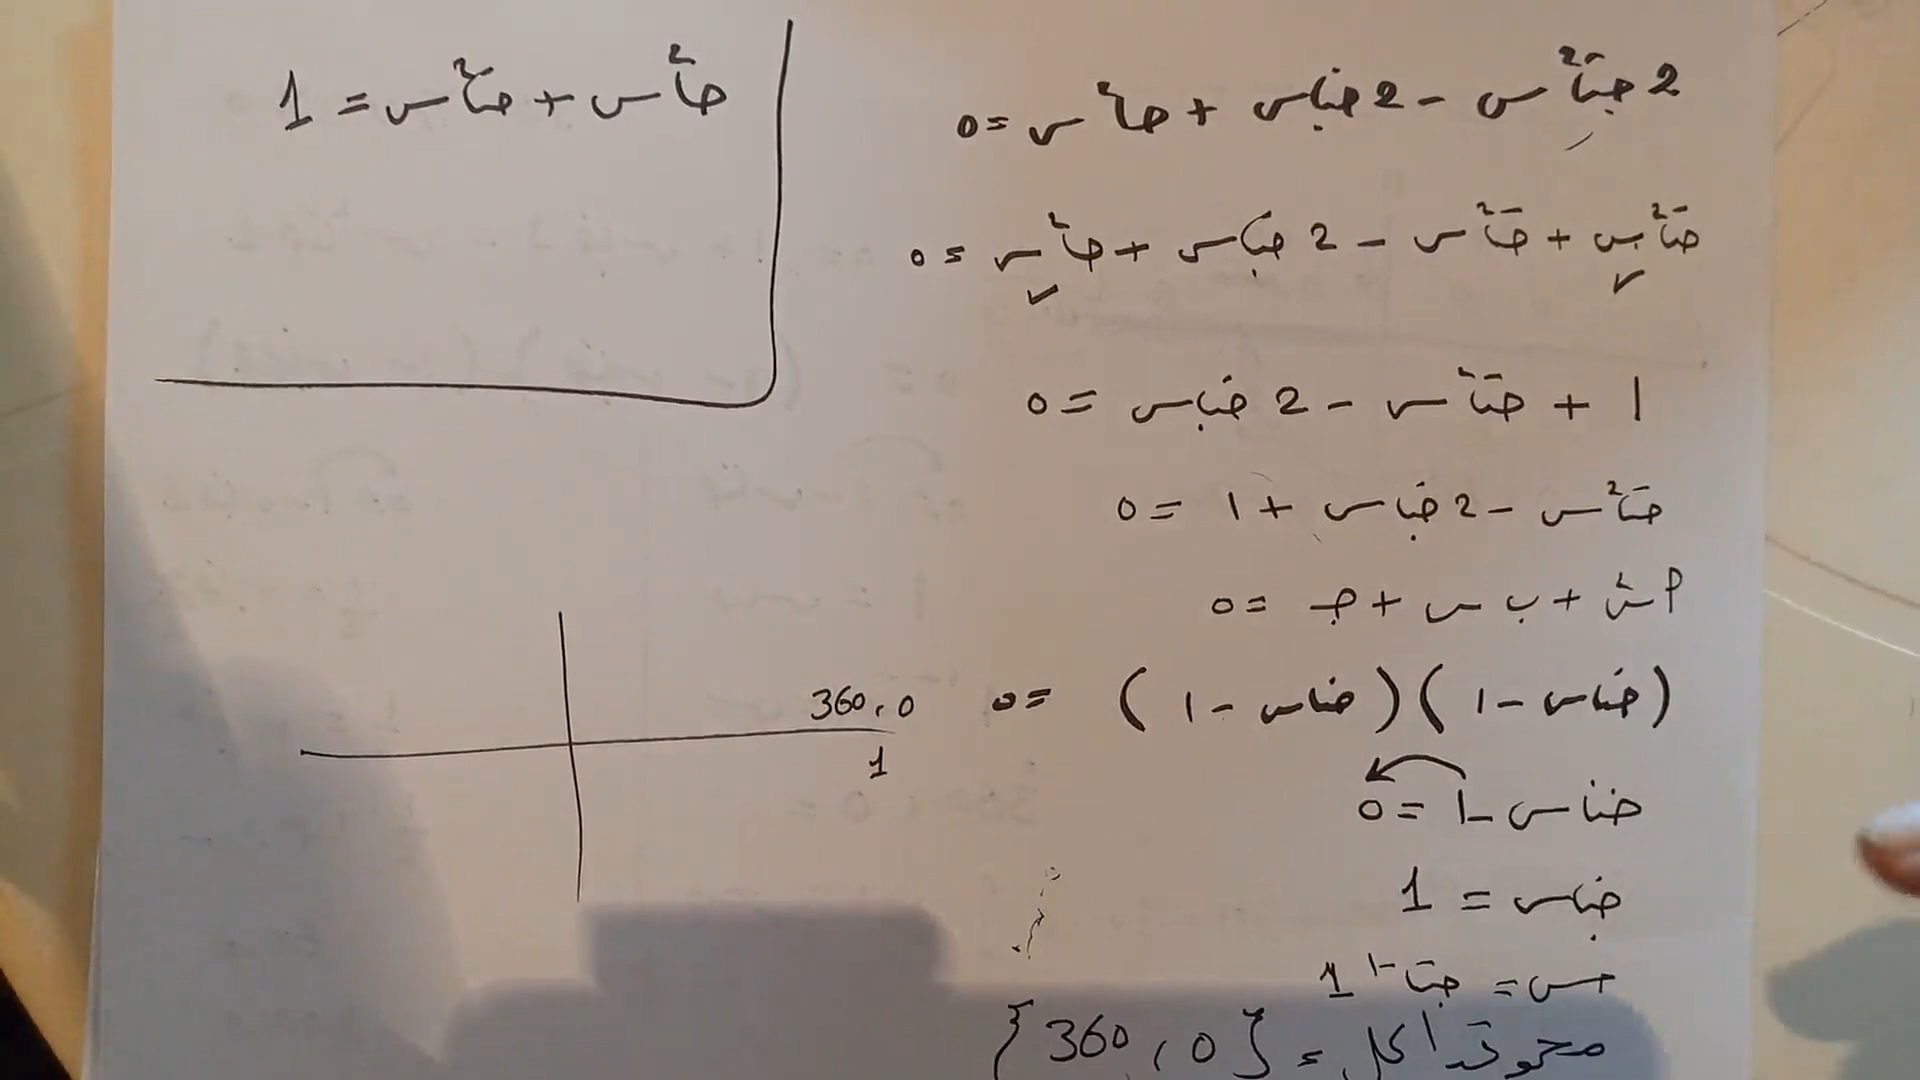 2 جتا² س - 2 جتاس + جا² س = 0
جتا² س + جتا² س - 2 جتاس + جا² س = 0
1 + جتا² س - 2 جتاس = 0
جتا² س - 2 جتاس + 1 = 0
أ س² + ب س + جـ = 0
(جتاس - 1) (جتاس - 1) = 0
جتاس - 1 = 0
جتاس = 1
س = جتا⁻¹ 1
مجموعة الحل = {0 ، 360}
جا² س + جتا² س = 1
0 ، 360
1